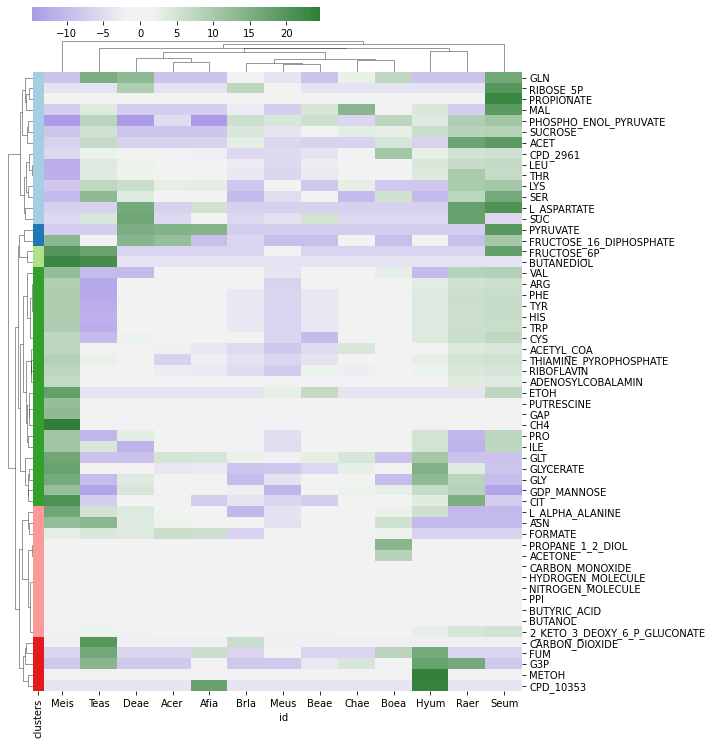 −10 −5 0 5 10 20
GLN
RIBOSE_5P
PROPIONATE
MAL
PHOSPHO_ENOL_PYRUVATE
SUCROSE
ACET
CPD_2961
LEU
THR
LYS
SER
L_ASPARTATE
SUC
PYRUVATE
FRUCTOSE_16_DIPHOSPHATE
FRUCTOSE_6P
BUTANEDIOL
VAL
ARG
PHE
TYR
HIS
TRP
CYS
ACETYL_COA
THIAMINE_PYROPHOSPHATE
RIBOFLAVIN
ADENOSYLCOBALAMIN
ETOH
PUTRESCINE
GAP
CH4
PRO
ILE
GLT
GLYCERATE
GLY
GDP_MANNOSE
CIT
L_ALPHA_ALANINE
ASN
FORMATE
PROPANE_1_2_DIOL
ACETONE
CARBON_MONOXIDE
HYDROGEN_MOLECULE
NITROGEN_MOLECULE
PPI
BUTYRIC_ACID
BUTANOL
2_KETO_3_DEOXY_6_P_GLUCONATE
CARBON_DIOXIDE
FUM
G3P
METOH
CPD_10353
clusters Meis Teas Deae Acer Afia Brla Meus Beae Chae Boea Hyum Raer Seum
id